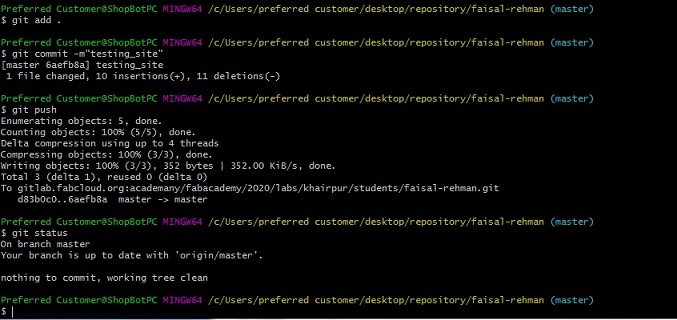 Preferred Customer@ShopBotPC MINGW64 /c/Users/preferred customer/desktop/repository/faisal-rehman (master)
$ git add .
Preferred Customer@ShopBotPC MINGW64 /c/Users/preferred customer/desktop/repository/faisal-rehman (master)
$ git commit -m"testing_site"
[master 6aefb8a] testing_site
1 file changed, 10 insertions(+), 11 deletions(-)
Preferred Customer@ShopBotPC MINGW64 /c/Users/preferred customer/desktop/repository/faisal-rehman (master)
$ git push
Enumerating objects: 5, done.
Counting objects: 100% (5/5), done.
Delta compression using up to 4 threads
Compressing objects: 100% (3/3), done.
Writing objects: 100% (3/3), 352 bytes | 352.00 KiB/s, done.
Total 3 (delta 1), reused 0 (delta 0)
To gitlab.fabcloud.org:academany/fabacademy/2020/labs/khairpur/students/faisal-rehman.git
d83b0c0..6aefb8a master -> master
Preferred Customer@ShopBotPC MINGW64 /c/Users/preferred customer/desktop/repository/faisal-rehman (master)
$ git status
On branch master
Your branch is up to date with 'origin/master'.
nothing to commit, working tree clean
Preferred Customer@ShopBotPC MINGW64 /c/Users/preferred customer/desktop/repository/faisal-rehman (master)
$